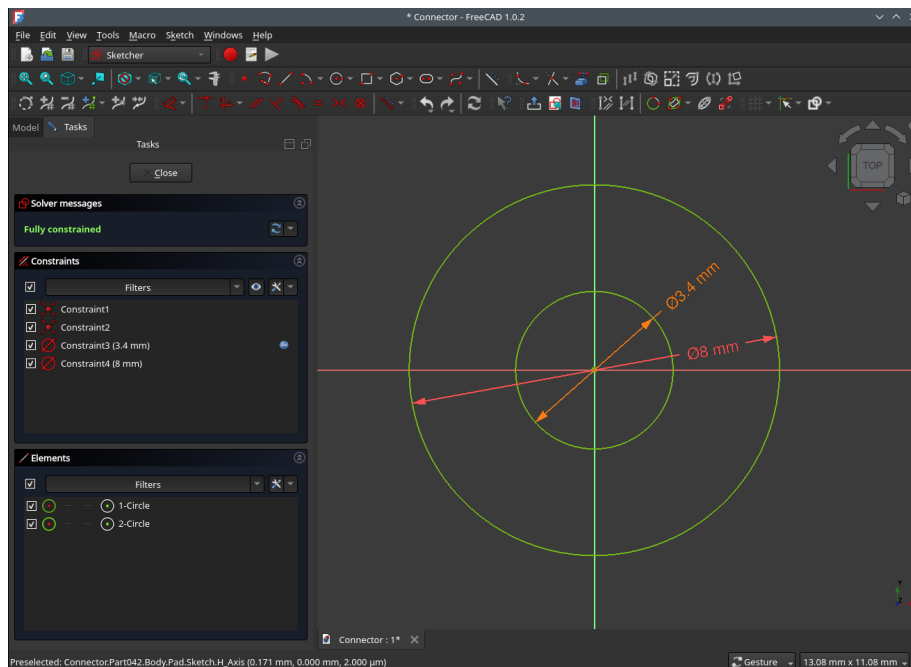 * Connector - FreeCAD 1.0.2
File Edit View Tools Macro Sketch Windows Help
Sketcher
Model Tasks
Tasks
Close
Solver messages
Fully constrained
Constraints
Filters
Constraint1
Constraint2
Constraint3 (3.4 mm)
Constraint4 (8 mm)
Elements
Filters
1-Circle
2-Circle
TOP
Ø3.4 mm
Ø8 mm
Connector : 1*
Preselected: Connector.Part042.Body.Pad.Sketch.H_Axis (0.171 mm, 0.000 mm, 2.000 µm)
Gesture
13.08 mm x 11.08 mm